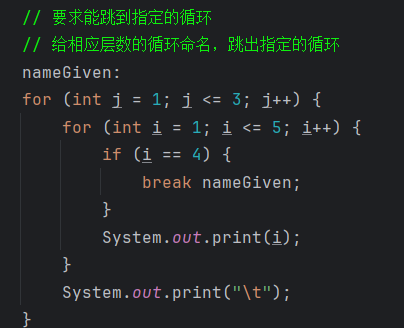 // 要求能跳到指定的循环
// 给相应层数的循环命名，跳出指定的循环
nameGiven:
for (int j = 1; j <= 3; j++) {
    for (int i = 1; i <= 5; i++) {
        if (i == 4) {
            break nameGiven;
        }
        System.out.print(i);
    }
    System.out.print("\t");
}